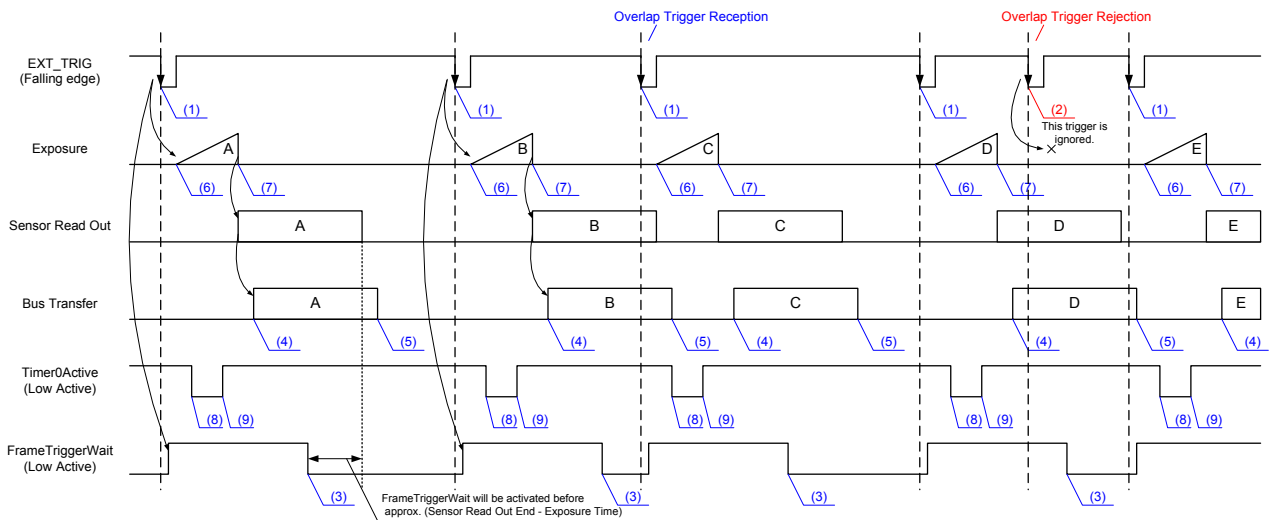 Overlap Trigger Reception
Overlap Trigger Rejection
EXT_TRIG
(Falling edge)
(1)
(1)
(1)
(1)
(2)
(1)
This trigger is
ignored.
Exposure
A
B
C
D
E
(6)
(7)
(6)
(7)
(6)
(7)
(6)
(7)
(6)
(7)
Sensor Read Out
A
B
C
D
E
Bus Transfer
A
B
C
D
E
(4)
(5)
(4)
(5)
(4)
(5)
(4)
(5)
(4)
Timer0Active
(Low Active)
(8)
(9)
(8)
(9)
(8)
(9)
(8)
(9)
(8)
(9)
FrameTriggerWait
(Low Active)
(3)
(3)
(3)
(3)
FrameTriggerWait will be activated before
approx. (Sensor Read Out End - Exposure Time)